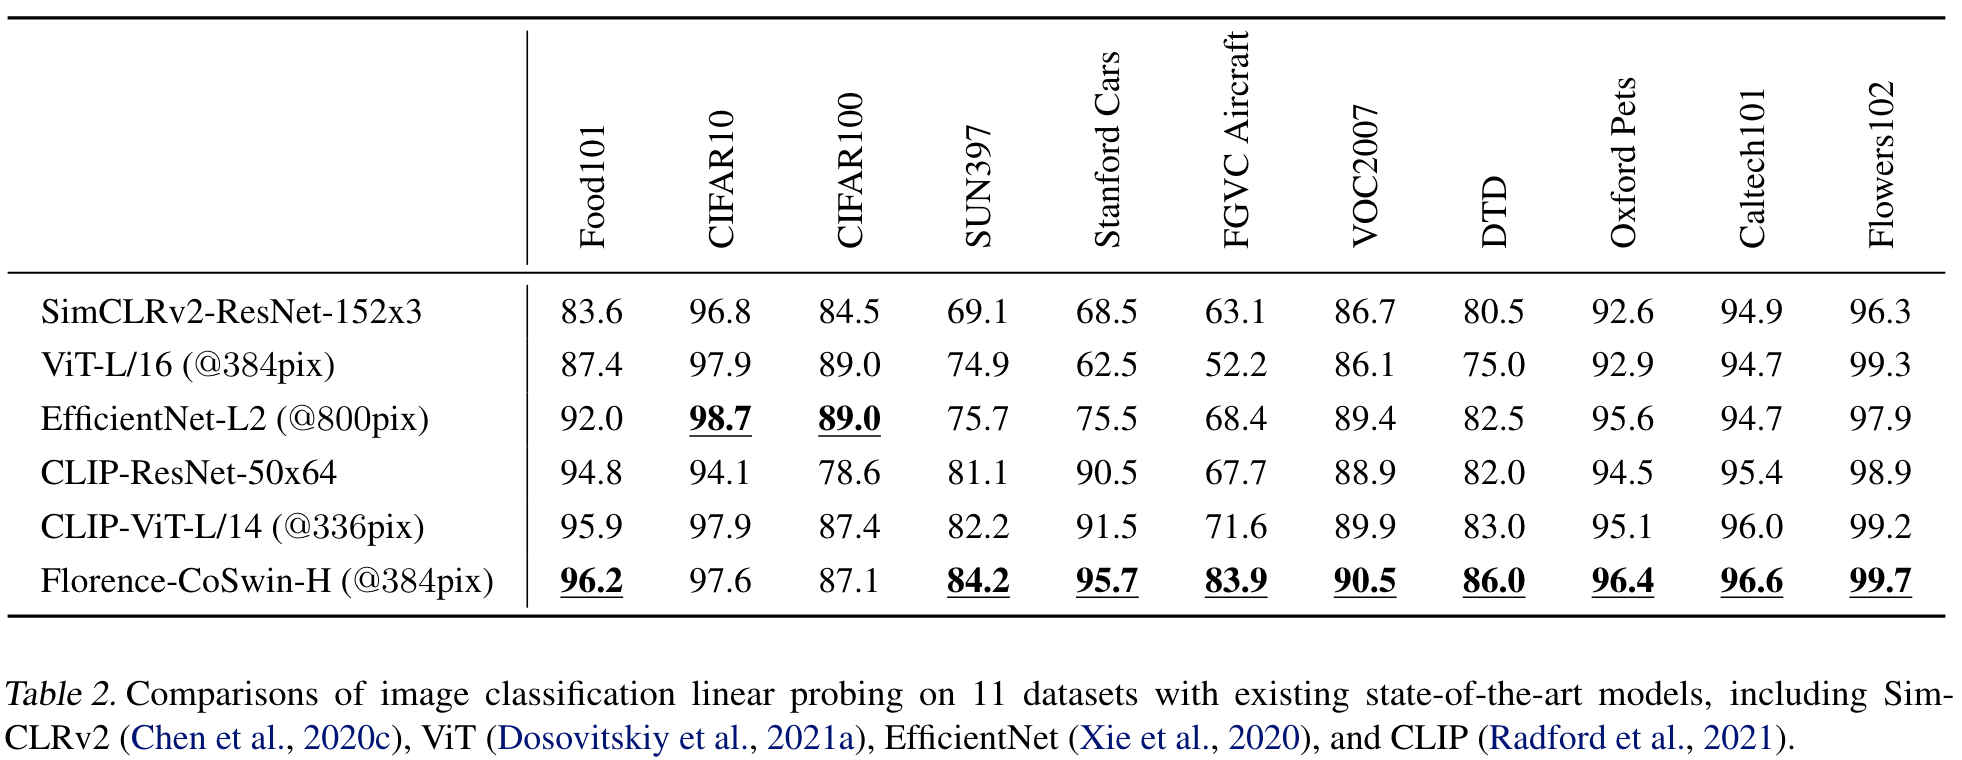 Food101 CIFAR10 CIFAR100 SUN397 Stanford Cars FGVC Aircraft VOC2007 DTD Oxford Pets Caltech101 Flowers102
SimCLRv2-ResNet-152x3 83.6 96.8 84.5 69.1 68.5 63.1 86.7 80.5 92.6 94.9 96.3
ViT-L/16 (@384pix) 87.4 97.9 89.0 74.9 62.5 52.2 86.1 75.0 92.9 94.7 99.3
EfficientNet-L2 (@800pix) 92.0 98.7 89.0 75.7 75.5 68.4 89.4 82.5 95.6 94.7 97.9
CLIP-ResNet-50x64 94.8 94.1 78.6 81.1 90.5 67.7 88.9 82.0 94.5 95.4 98.9
CLIP-ViT-L/14 (@336pix) 95.9 97.9 87.4 82.2 91.5 71.6 89.9 83.0 95.1 96.0 99.2
Florence-CoSwin-H (@384pix) 96.2 97.6 87.1 84.2 95.7 83.9 90.5 86.0 96.4 96.6 99.7
Table 2. Comparisons of image classification linear probing on 11 datasets with existing state-of-the-art models, including Sim-
CLRv2 (Chen et al., 2020c), ViT (Dosovitskiy et al., 2021a), EfficientNet (Xie et al., 2020), and CLIP (Radford et al., 2021).